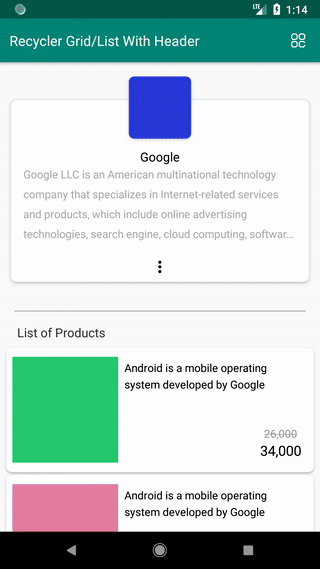 LTE 1:14
Recycler Grid/List With Header
Google
Google LLC is an American multinational technology
company that specializes in Internet-related services
and products, which include online advertising
technologies, search engine, cloud computing, softwar...
List of Products
Android is a mobile operating
system developed by Google
26,000
34,000
Android is a mobile operating
system developed by Google